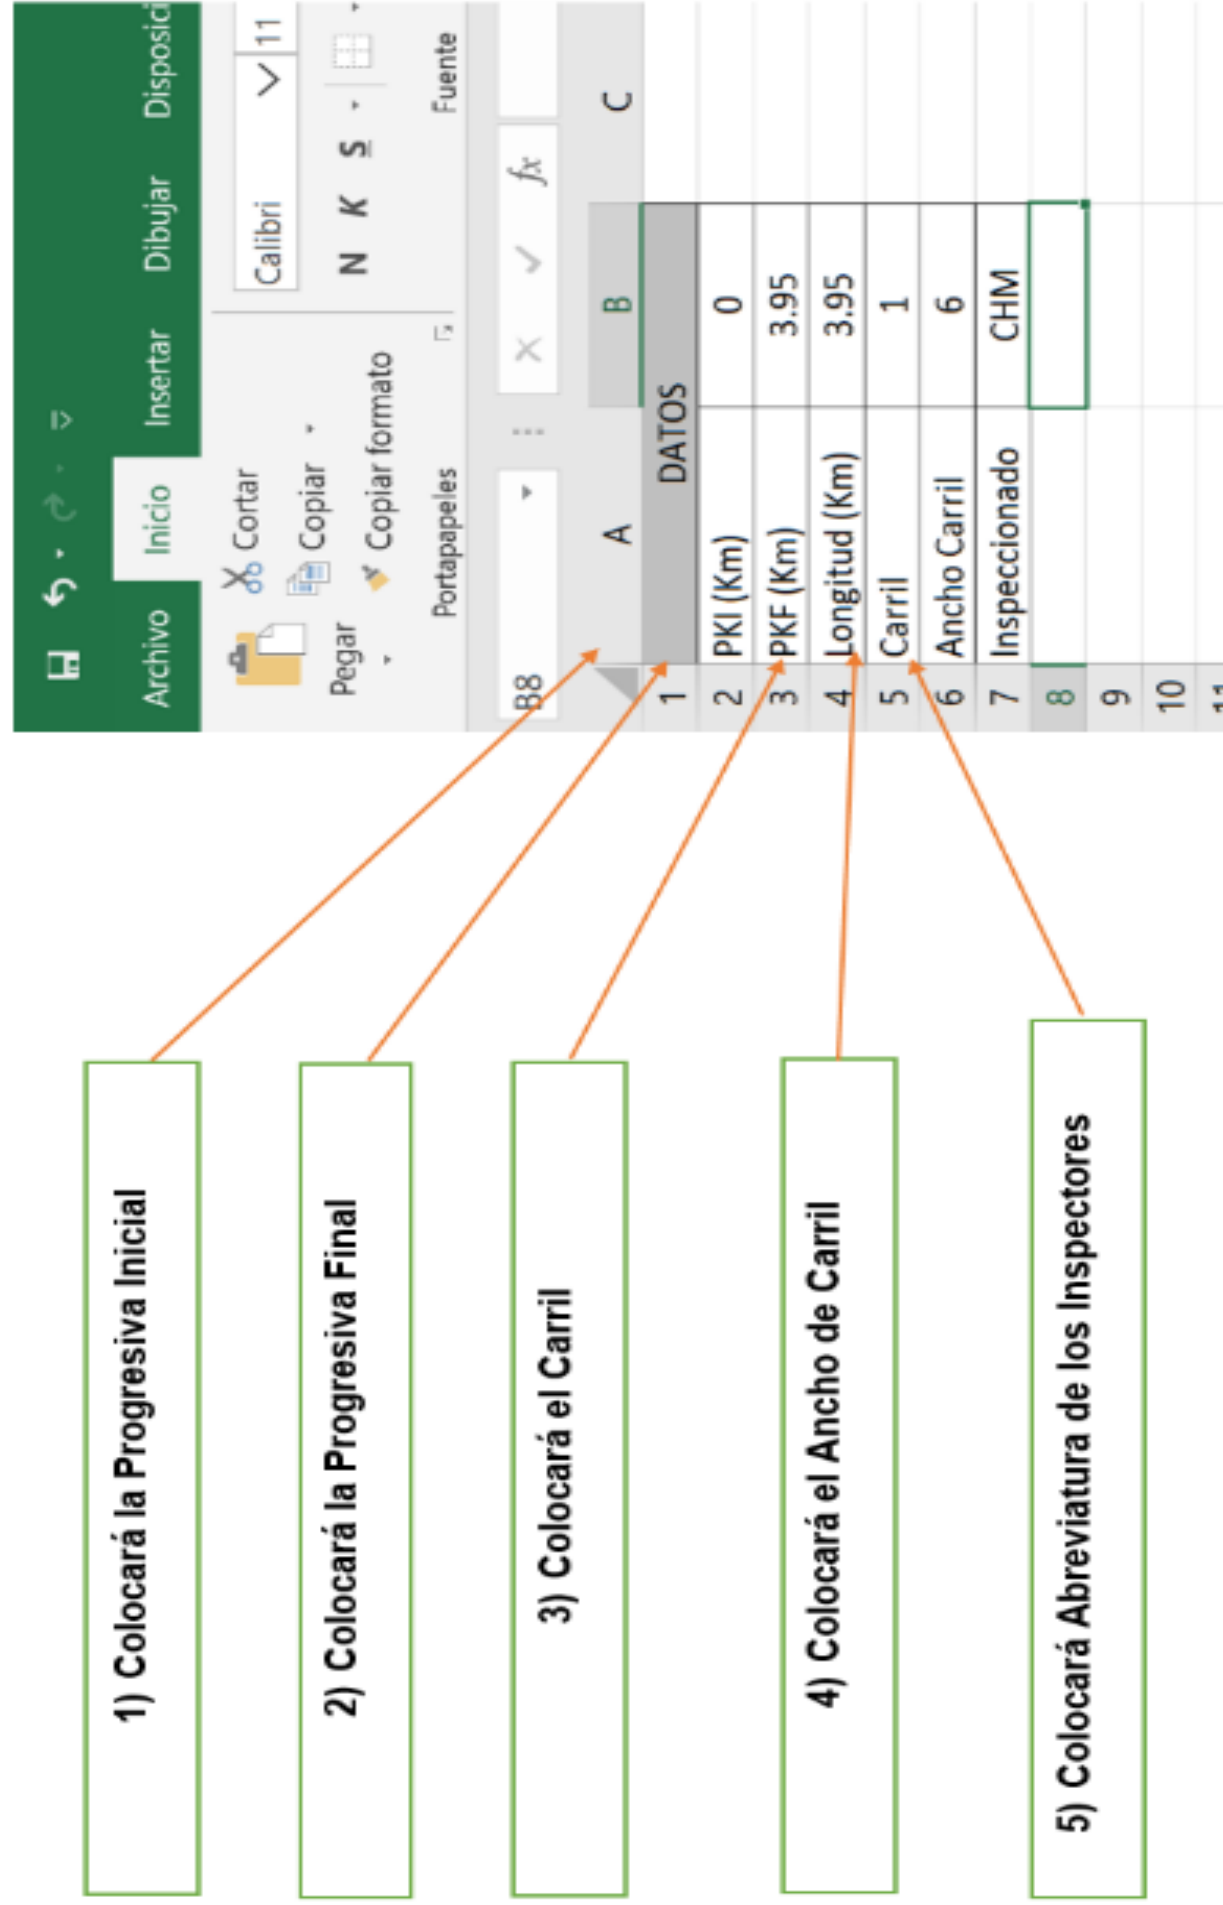 1) Colocará la Progresiva Inicial
2) Colocará la Progresiva Final
3) Colocará el Carril
4) Colocará el Ancho de Carril
5) Colocará Abreviatura de los Inspectores
Archivo Inicio Insertar Dibujar Disposici
Pegar
Cortar
Copiar
Copiar formato
Portapapeles
Calibri 11
N K S
Fuente
B8 fx
A B C
1 DATOS
2 PKI (Km) 0
3 PKF (Km) 3.95
4 Longitud (Km) 3.95
5 Carril 1
6 Ancho Carril 6
7 Inspeccionado CHM
8
9
10
11